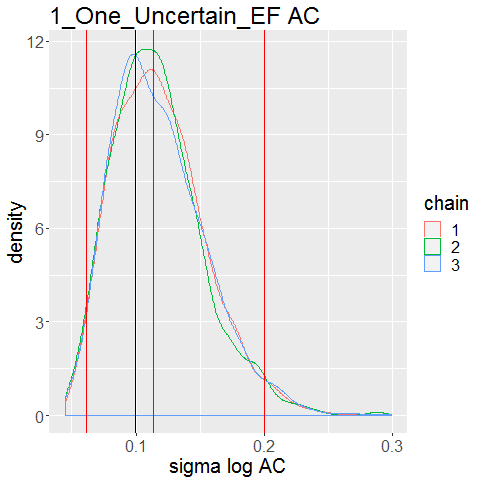 1_One_Uncertain_EF AC
12
9
6
3
0
density
0.1
0.2
0.3
sigma log AC
chain
1
2
3